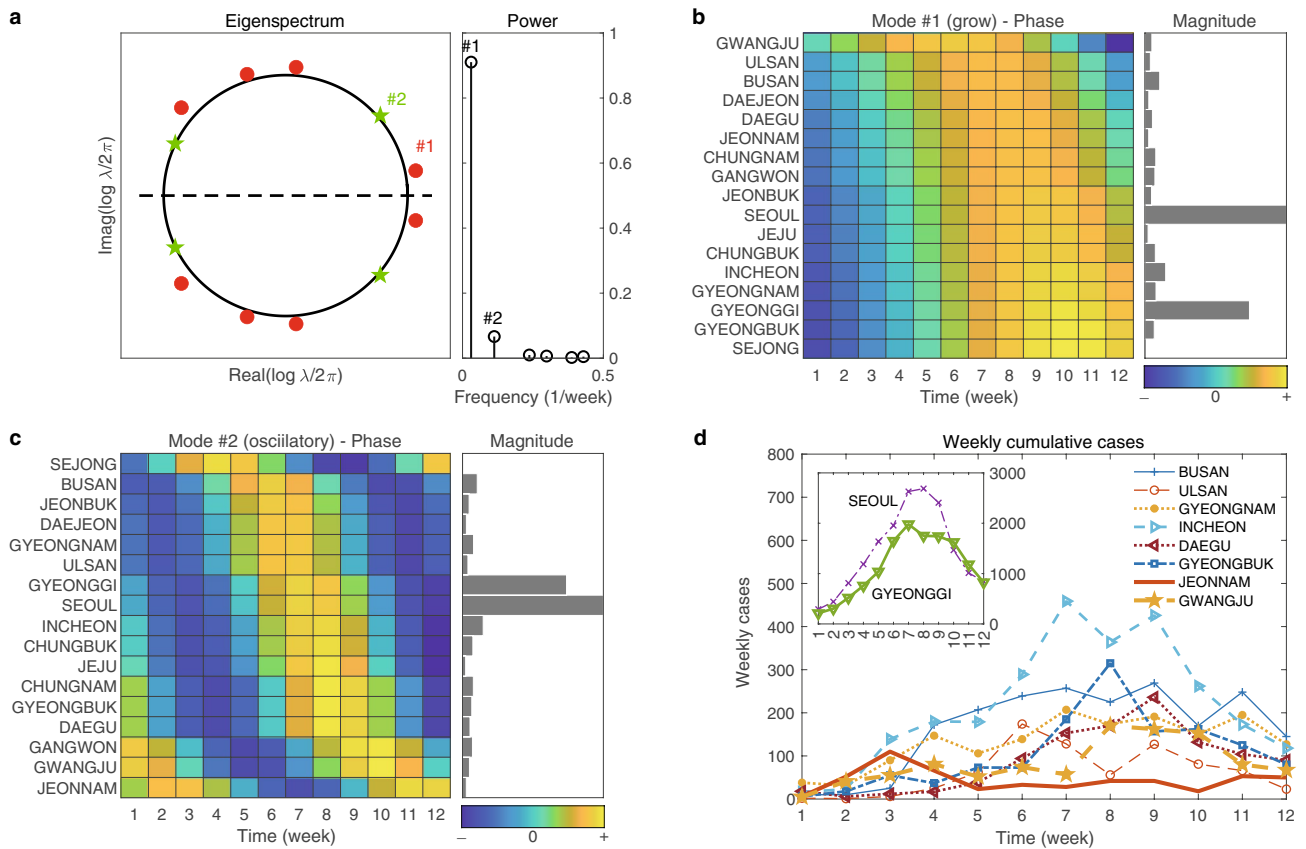 a
Eigenspectrum
Power
#1
#2
#1
#2
Imag(log λ/2π)
Real(log λ/2π)
1
0.8
0.6
0.4
0.2
0
0
0.5
Frequency (1/week)
b
Mode #1 (grow) - Phase
Magnitude
GWANGJU
ULSAN
BUSAN
DAEJEON
DAEGU
JEONNAM
CHUNGNAM
GANGWON
JEONBUK
SEOUL
JEJU
CHUNGBUK
INCHEON
GYEONGNAM
GYEONGGI
GYEONGBUK
SEJONG
1 2 3 4 5 6 7 8 9 10 11 12
Time (week)
– 0 +
c
Mode #2 (osciilatory) - Phase
Magnitude
SEJONG
BUSAN
JEONBUK
DAEJEON
GYEONGNAM
ULSAN
GYEONGGI
SEOUL
INCHEON
CHUNGBUK
JEJU
CHUNGNAM
GYEONGBUK
DAEGU
GANGWON
GWANGJU
JEONNAM
1 2 3 4 5 6 7 8 9 10 11 12
Time (week)
– 0 +
d
Weekly cumulative cases
800
700
600
500
400
300
200
100
0
Weekly cases
1 2 3 4 5 6 7 8 9 10 11 12
Time (week)
SEOUL
GYEONGGI
3000
2000
1000
0
1 2 3 4 5 6 7 8 9 10 11 12
BUSAN
ULSAN
GYEONGNAM
INCHEON
DAEGU
GYEONGBUK
JEONNAM
GWANGJU